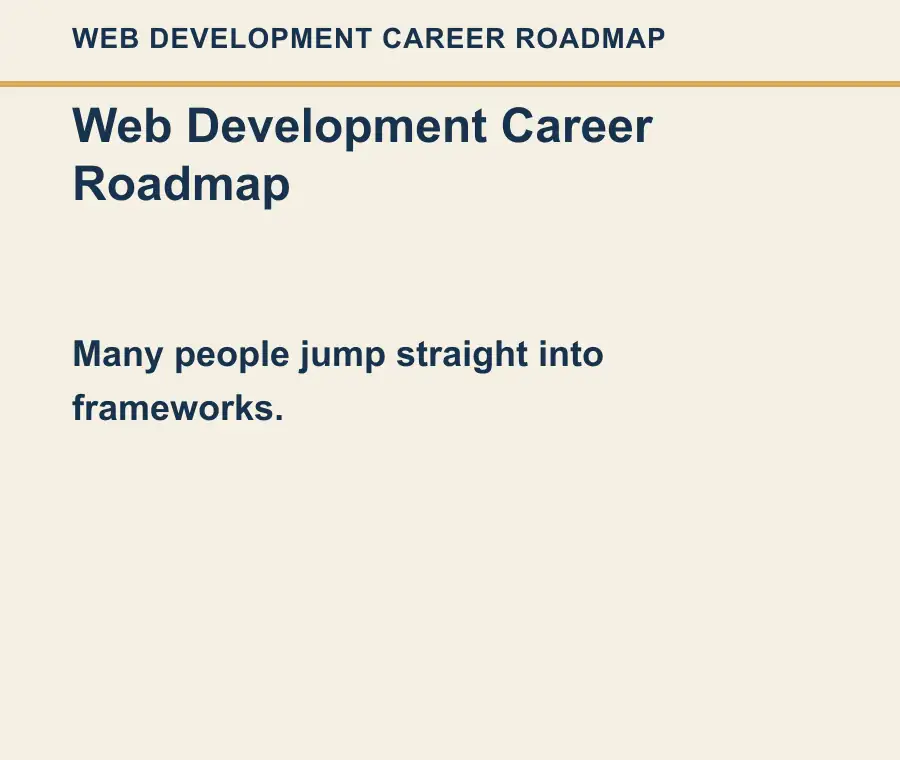 WEB DEVELOPMENT CAREER ROADMAP
Web Development Career
Roadmap
Many people jump straight into
frameworks.